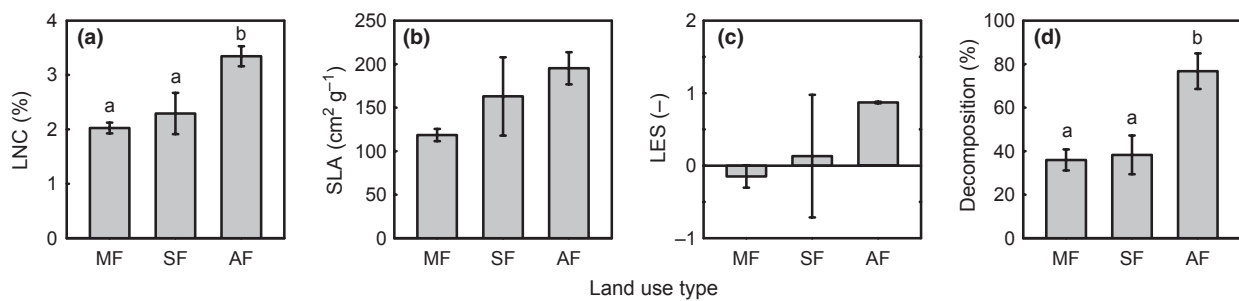 (a)
LNC (%)
4
3
2
1
0
a
a
b
MF SF AF
(b)
SLA (cm² g⁻¹)
250
200
150
100
50
0
MF SF AF
(c)
LES (–)
2
1
0
–1
MF SF AF
(d)
Decomposition (%)
100
80
60
40
20
0
a
a
b
MF SF AF
Land use type